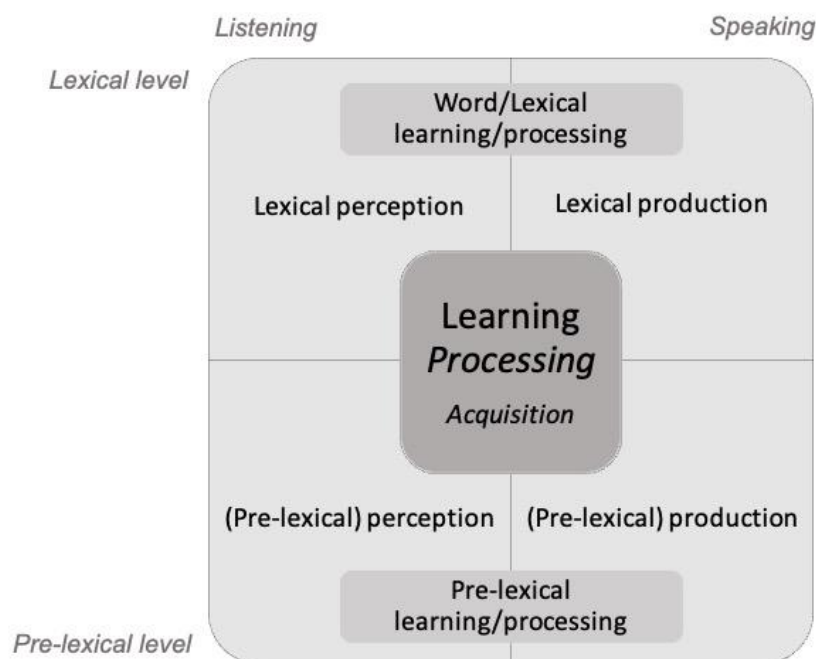 Listening
Speaking
Lexical level
Word/Lexical
learning/processing
Lexical perception
Lexical production
Learning
Processing
Acquisition
(Pre-lexical) perception
(Pre-lexical) production
Pre-lexical
learning/processing
Pre-lexical level